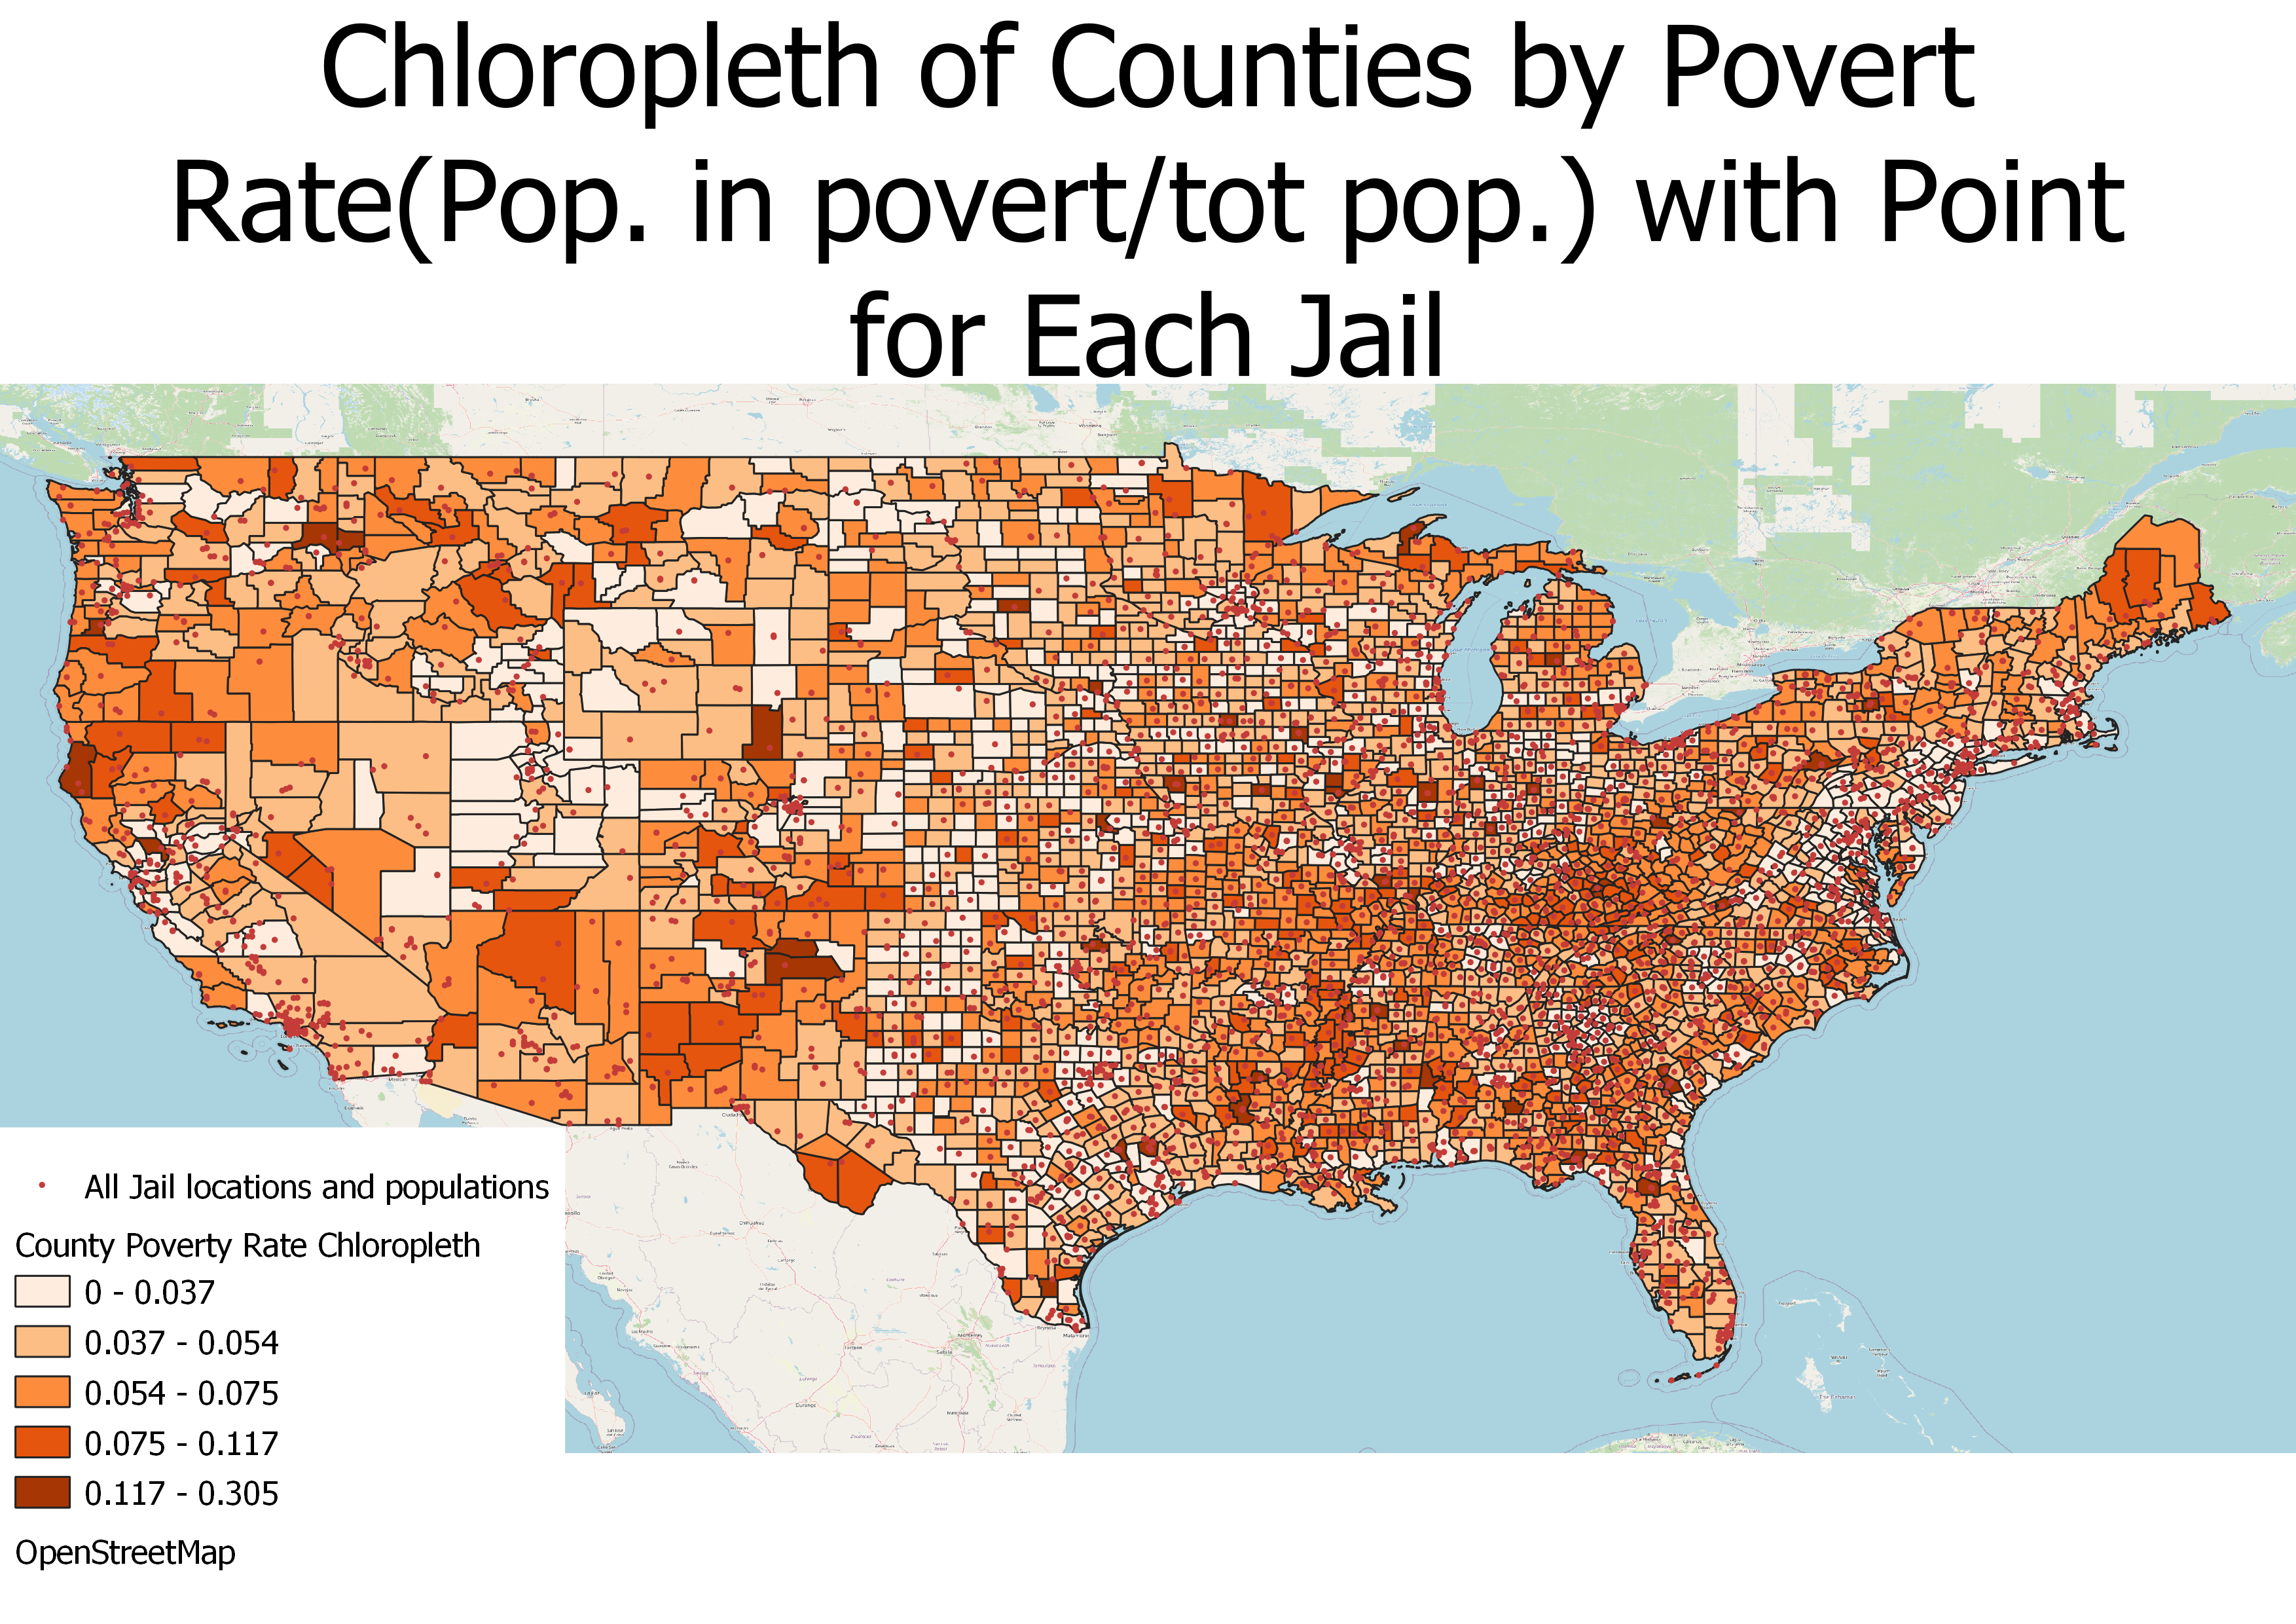 Chloropleth of Counties by Povert
Rate(Pop. in povert/tot pop.) with Point
for Each Jail
All Jail locations and populations
County Poverty Rate Chloropleth
0 - 0.037
0.037 - 0.054
0.054 - 0.075
0.075 - 0.117
0.117 - 0.305
OpenStreetMap